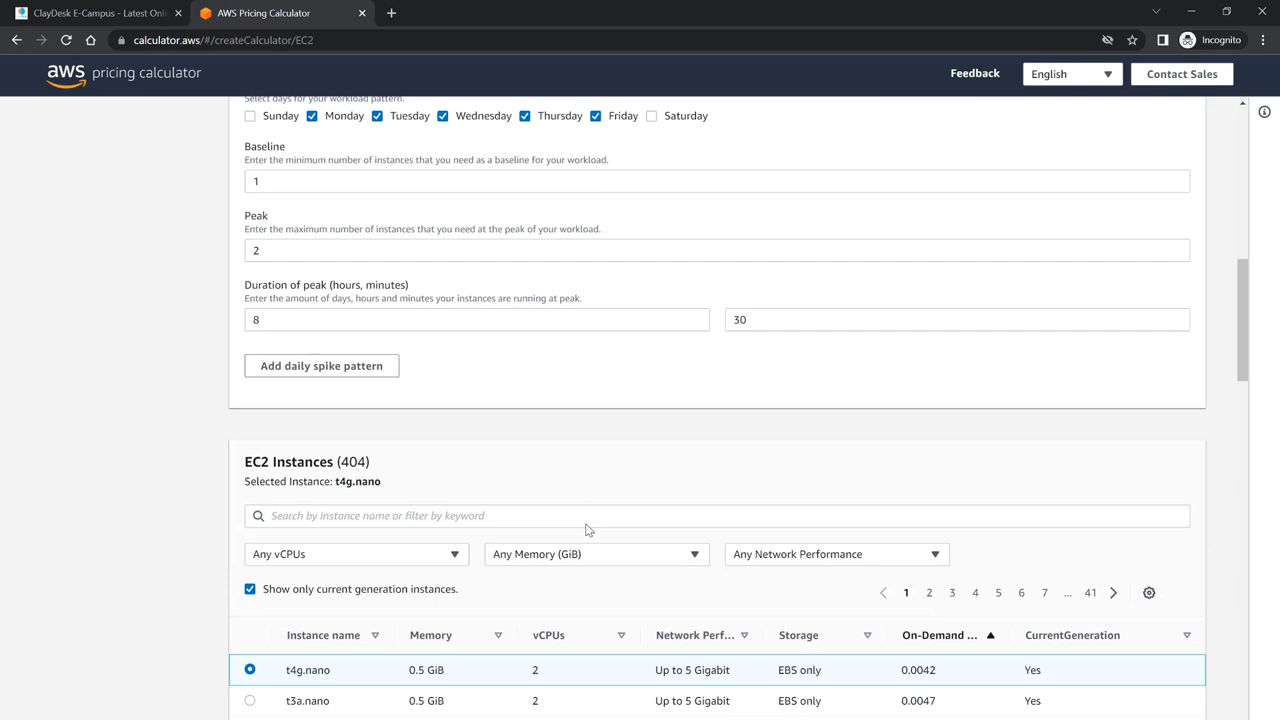 ClayDesk E-Campus - Latest Onli
AWS Pricing Calculator
calculator.aws/#/createCalculator/EC2
Incognito
aws pricing calculator
Feedback
English
Contact Sales
Select days for your workload pattern.
Sunday Monday Tuesday Wednesday Thursday Friday Saturday
Baseline
Enter the minimum number of instances that you need as a baseline for your workload.
1
Peak
Enter the maximum number of instances that you need at the peak of your workload.
2
Duration of peak (hours, minutes)
Enter the amount of days, hours and minutes your instances are running at peak.
8 30
Add daily spike pattern
EC2 Instances (404)
Selected Instance: t4g.nano
Search by instance name or filter by keyword
Any vCPUs Any Memory (GiB) Any Network Performance
Show only current generation instances.
1 2 3 4 5 6 7 ... 41
Instance name Memory vCPUs Network Perf... Storage On-Demand ... CurrentGeneration
t4g.nano 0.5 GiB 2 Up to 5 Gigabit EBS only 0.0042 Yes
t3a.nano 0.5 GiB 2 Up to 5 Gigabit EBS only 0.0047 Yes